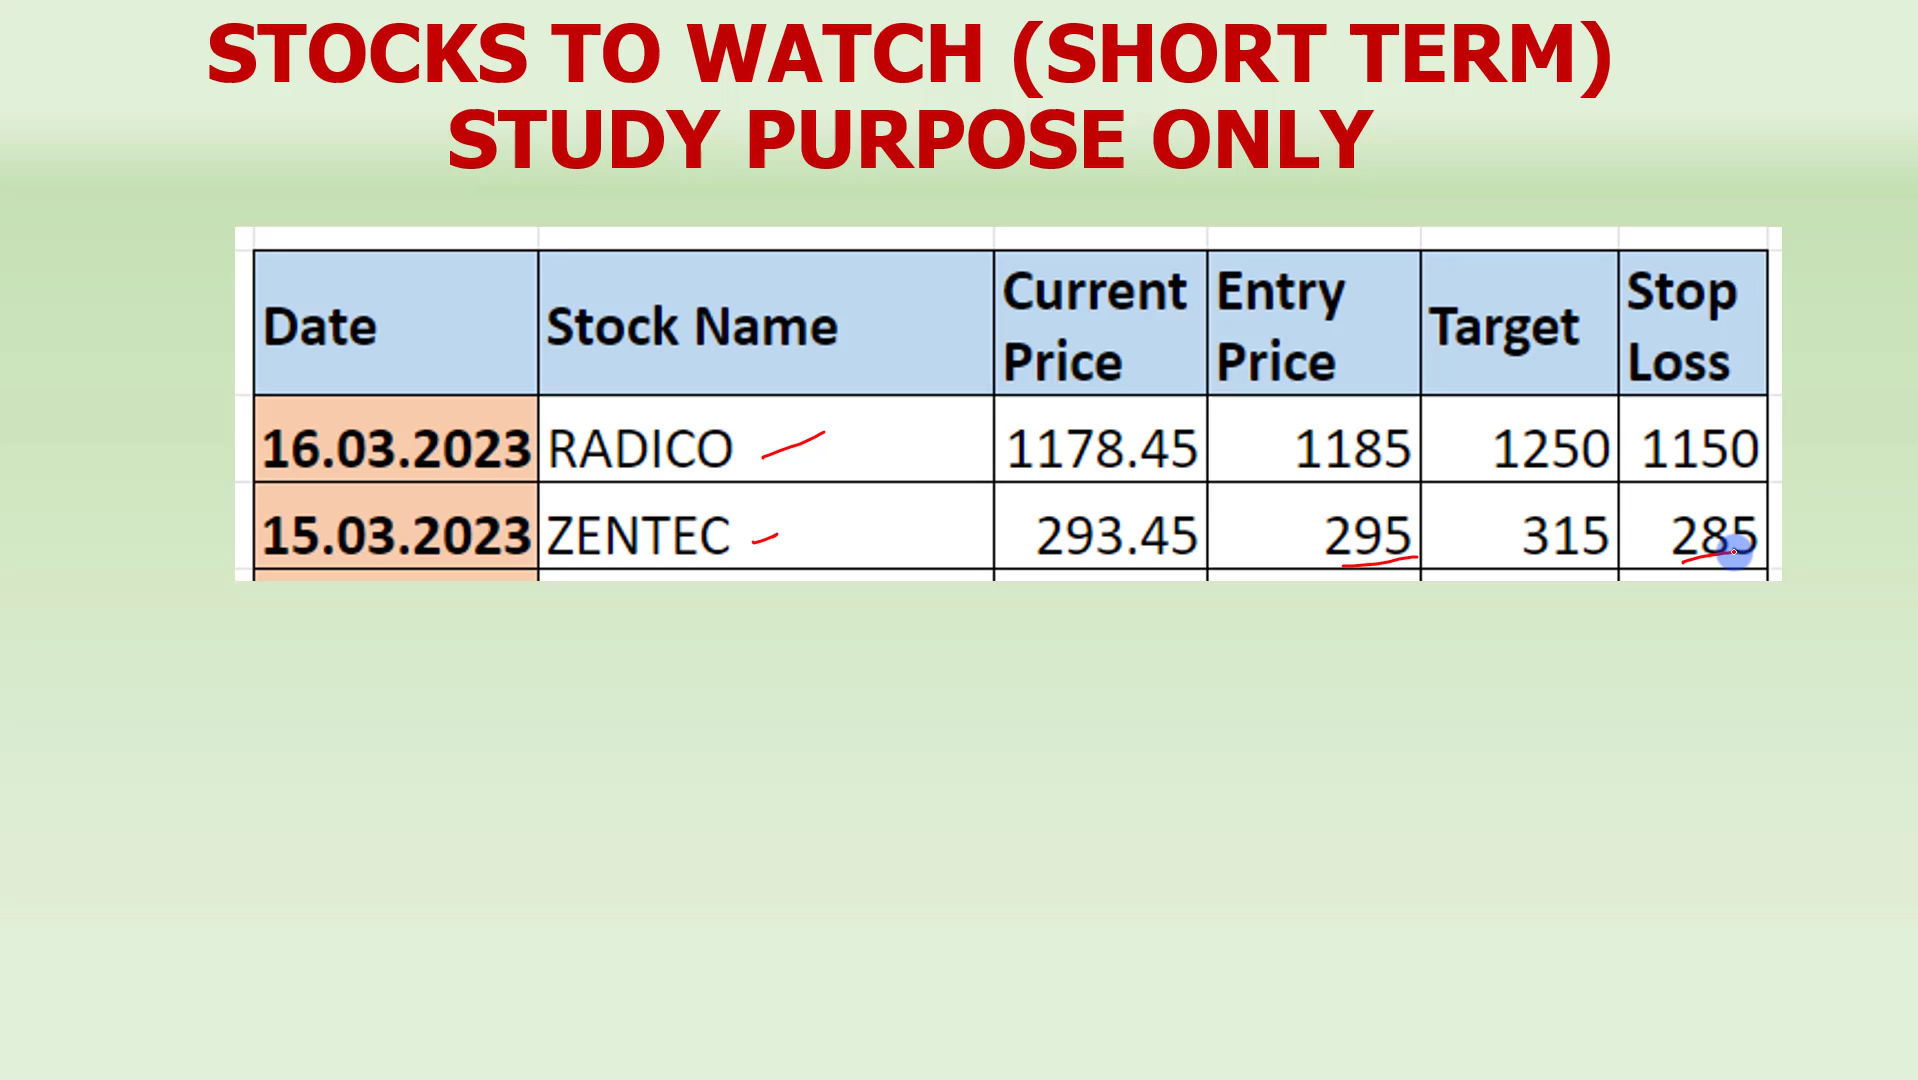 STOCKS TO WATCH (SHORT TERM)
STUDY PURPOSE ONLY
Date Stock Name Current Price Entry Price Target Stop Loss
16.03.2023 RADICO 1178.45 1185 1250 1150
15.03.2023 ZENTEC 293.45 295 315 285